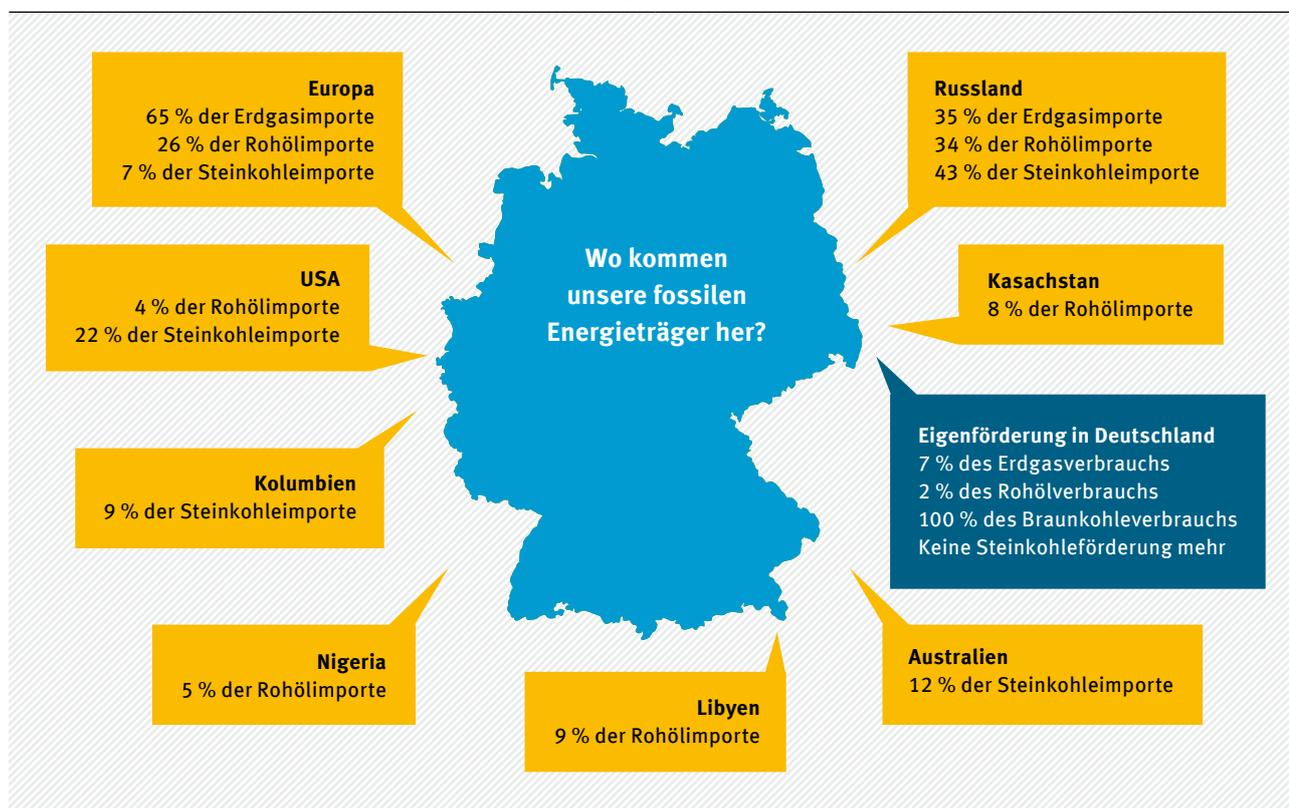 Europa
65 % der Erdgasimporte
26 % der Rohölimporte
7 % der Steinkohleimporte
Russland
35 % der Erdgasimporte
34 % der Rohölimporte
43 % der Steinkohleimporte
Wo kommen
unsere fossilen
Energieträger her?
USA
4 % der Rohölimporte
22 % der Steinkohleimporte
Kasachstan
8 % der Rohölimporte
Eigenförderung in Deutschland
7 % des Erdgasverbrauchs
2 % des Rohölverbrauchs
100 % des Braunkohleverbrauchs
Keine Steinkohleförderung mehr
Kolumbien
9 % der Steinkohleimporte
Nigeria
5 % der Rohölimporte
Libyen
9 % der Rohölimporte
Australien
12 % der Steinkohleimporte